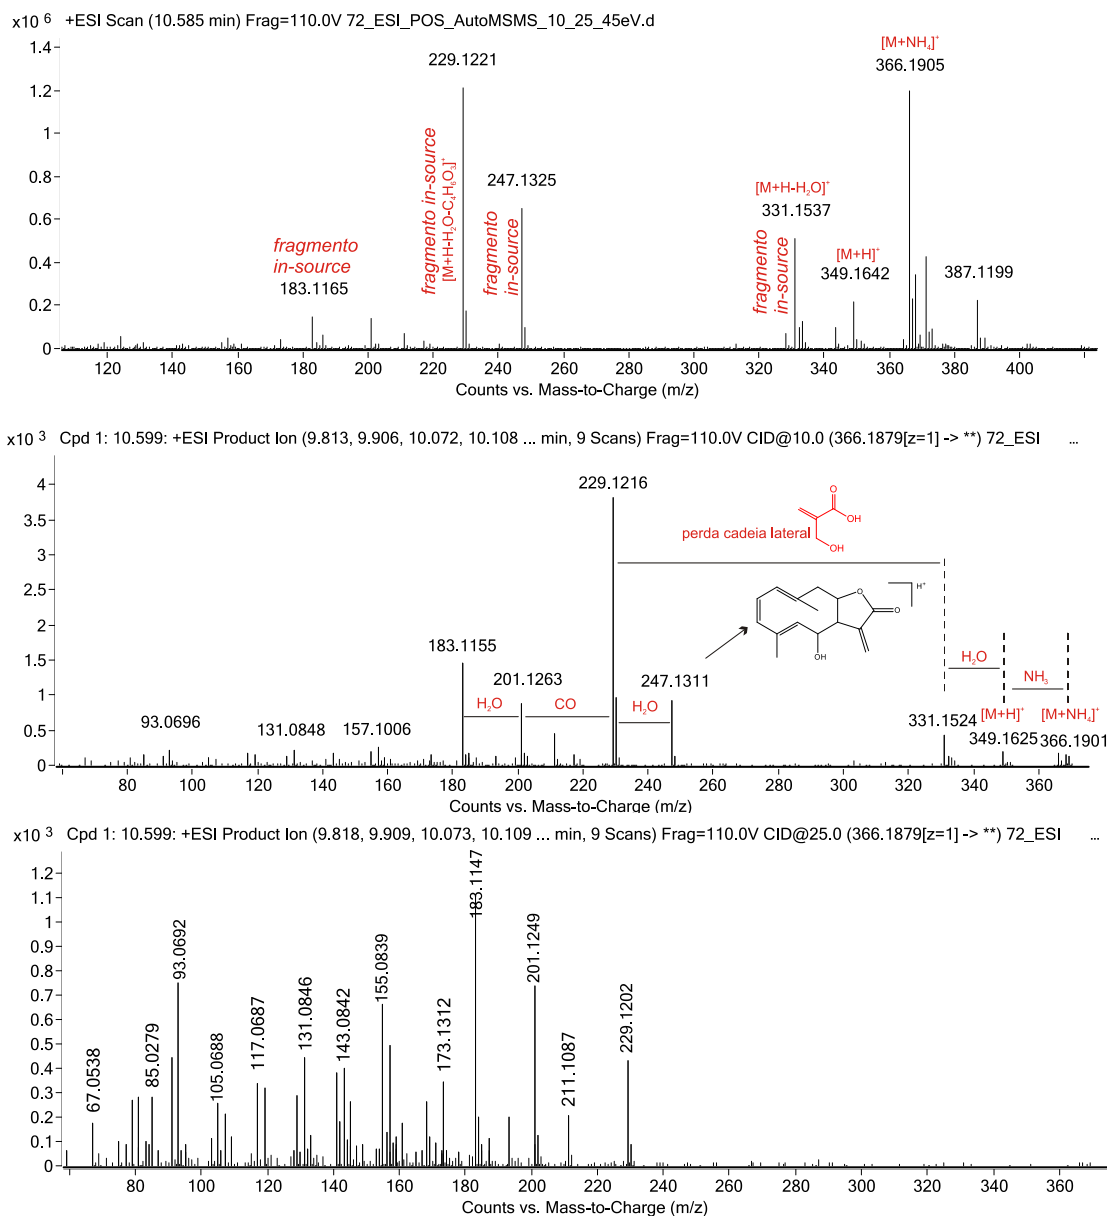 x10 6 +ESI Scan (10.585 min) Frag=110.0V 72_ESI_POS_AutoMSMS_10_25_45eV.d
1.4
1.2
1
0.8
0.6
0.4
0.2
0
fragmento
in-source
183.1165
229.1221
fragmento in-source
[M+H-H₂O-C₄H₆O₃]⁺
247.1325
fragmento
in-source
[M+H-H₂O]⁺
331.1537
fragmento
in-source
[M+H]⁺
349.1642
[M+NH₄]⁺
366.1905
387.1199
120 140 160 180 200 220 240 260 280 300 320 340 360 380 400
Counts vs. Mass-to-Charge (m/z)
x10 3 Cpd 1: 10.599: +ESI Product Ion (9.813, 9.906, 10.072, 10.108 ... min, 9 Scans) Frag=110.0V CID@10.0 (366.1879[z=1] -> **) 72_ESI ...
4
3.5
3
2.5
2
1.5
1
0.5
0
93.0696
131.0848
157.1006
183.1155
H₂O
201.1263
CO
229.1216
H₂O
247.1311
perda cadeia lateral
O
OH
OH
O
O
OH
H⁺
331.1524
H₂O
[M+H]⁺
349.1625
NH₃
[M+NH₄]⁺
366.1901
80 100 120 140 160 180 200 220 240 260 280 300 320 340 360
Counts vs. Mass-to-Charge (m/z)
x10 3 Cpd 1: 10.599: +ESI Product Ion (9.818, 9.909, 10.073, 10.109 ... min, 9 Scans) Frag=110.0V CID@25.0 (366.1879[z=1] -> **) 72_ESI ...
1.2
1.1
1
0.9
0.8
0.7
0.6
0.5
0.4
0.3
0.2
0.1
0
67.0538
85.0279
93.0692
105.0688
117.0687
131.0846
143.0842
155.0839
173.1312
183.1147
201.1249
211.1087
229.1202
80 100 120 140 160 180 200 220 240 260 280 300 320 340 360
Counts vs. Mass-to-Charge (m/z)